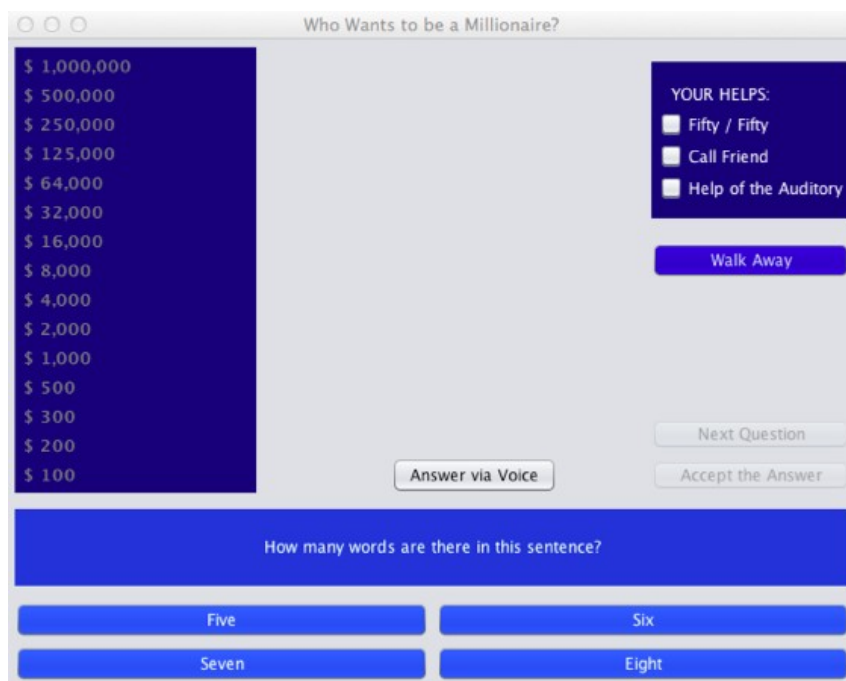 Who Wants to be a Millionaire?
$ 1,000,000
$ 500,000
$ 250,000
$ 125,000
$ 64,000
$ 32,000
$ 16,000
$ 8,000
$ 4,000
$ 2,000
$ 1,000
$ 500
$ 300
$ 200
$ 100
YOUR HELPS:
Fifty / Fifty
Call Friend
Help of the Auditory
Walk Away
Next Question
Answer via Voice
Accept the Answer
How many words are there in this sentence?
Five
Six
Seven
Eight